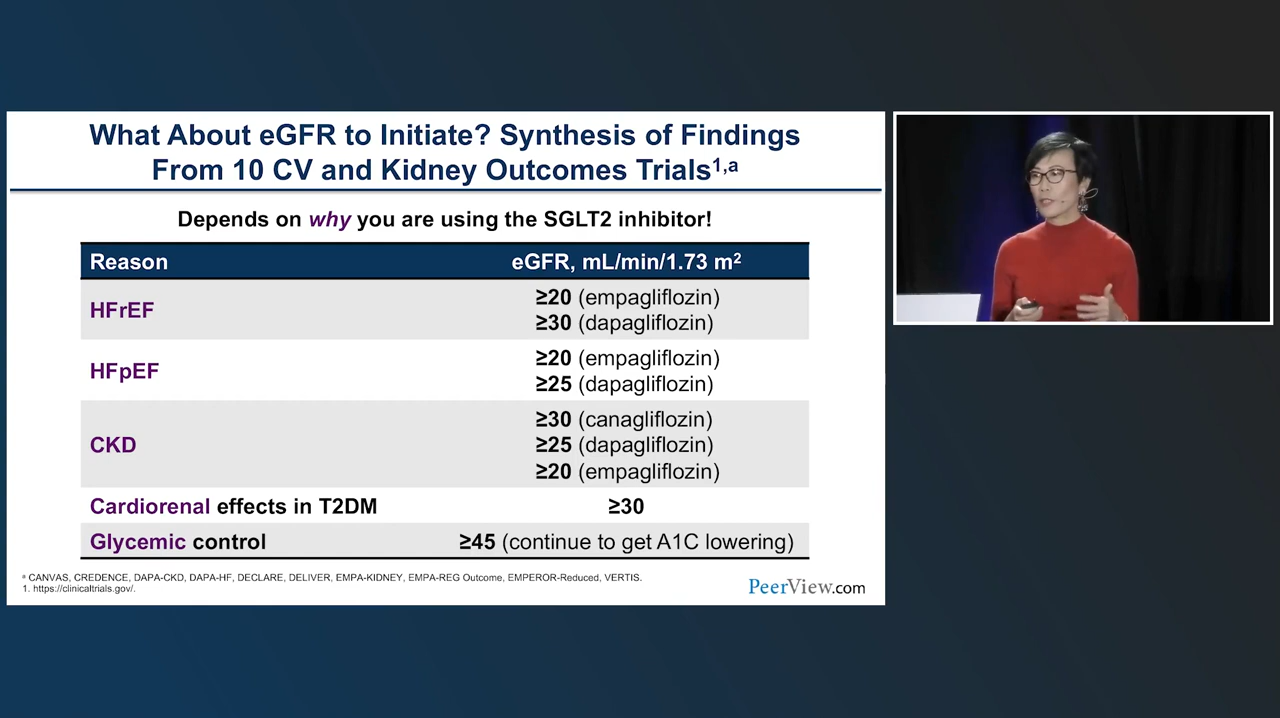 What About eGFR to Initiate? Synthesis of Findings
From 10 CV and Kidney Outcomes Trials1,a
Depends on why you are using the SGLT2 inhibitor!
Reason eGFR, mL/min/1.73 m2
HFrEF
≥20 (empagliflozin)
≥30 (dapagliflozin)
HFpEF
≥20 (empagliflozin)
≥25 (dapagliflozin)
CKD
≥30 (canagliflozin)
≥25 (dapagliflozin)
≥20 (empagliflozin)
Cardiorenal effects in T2DM ≥30
Glycemic control ≥45 (continue to get A1C lowering)
a CANVAS, CREDENCE, DAPA-CKD, DAPA-HF, DECLARE, DELIVER, EMPA-KIDNEY, EMPA-REG Outcome, EMPEROR-Reduced, VERTIS.
1. https://clinicaltrials.gov/.
PeerView.com